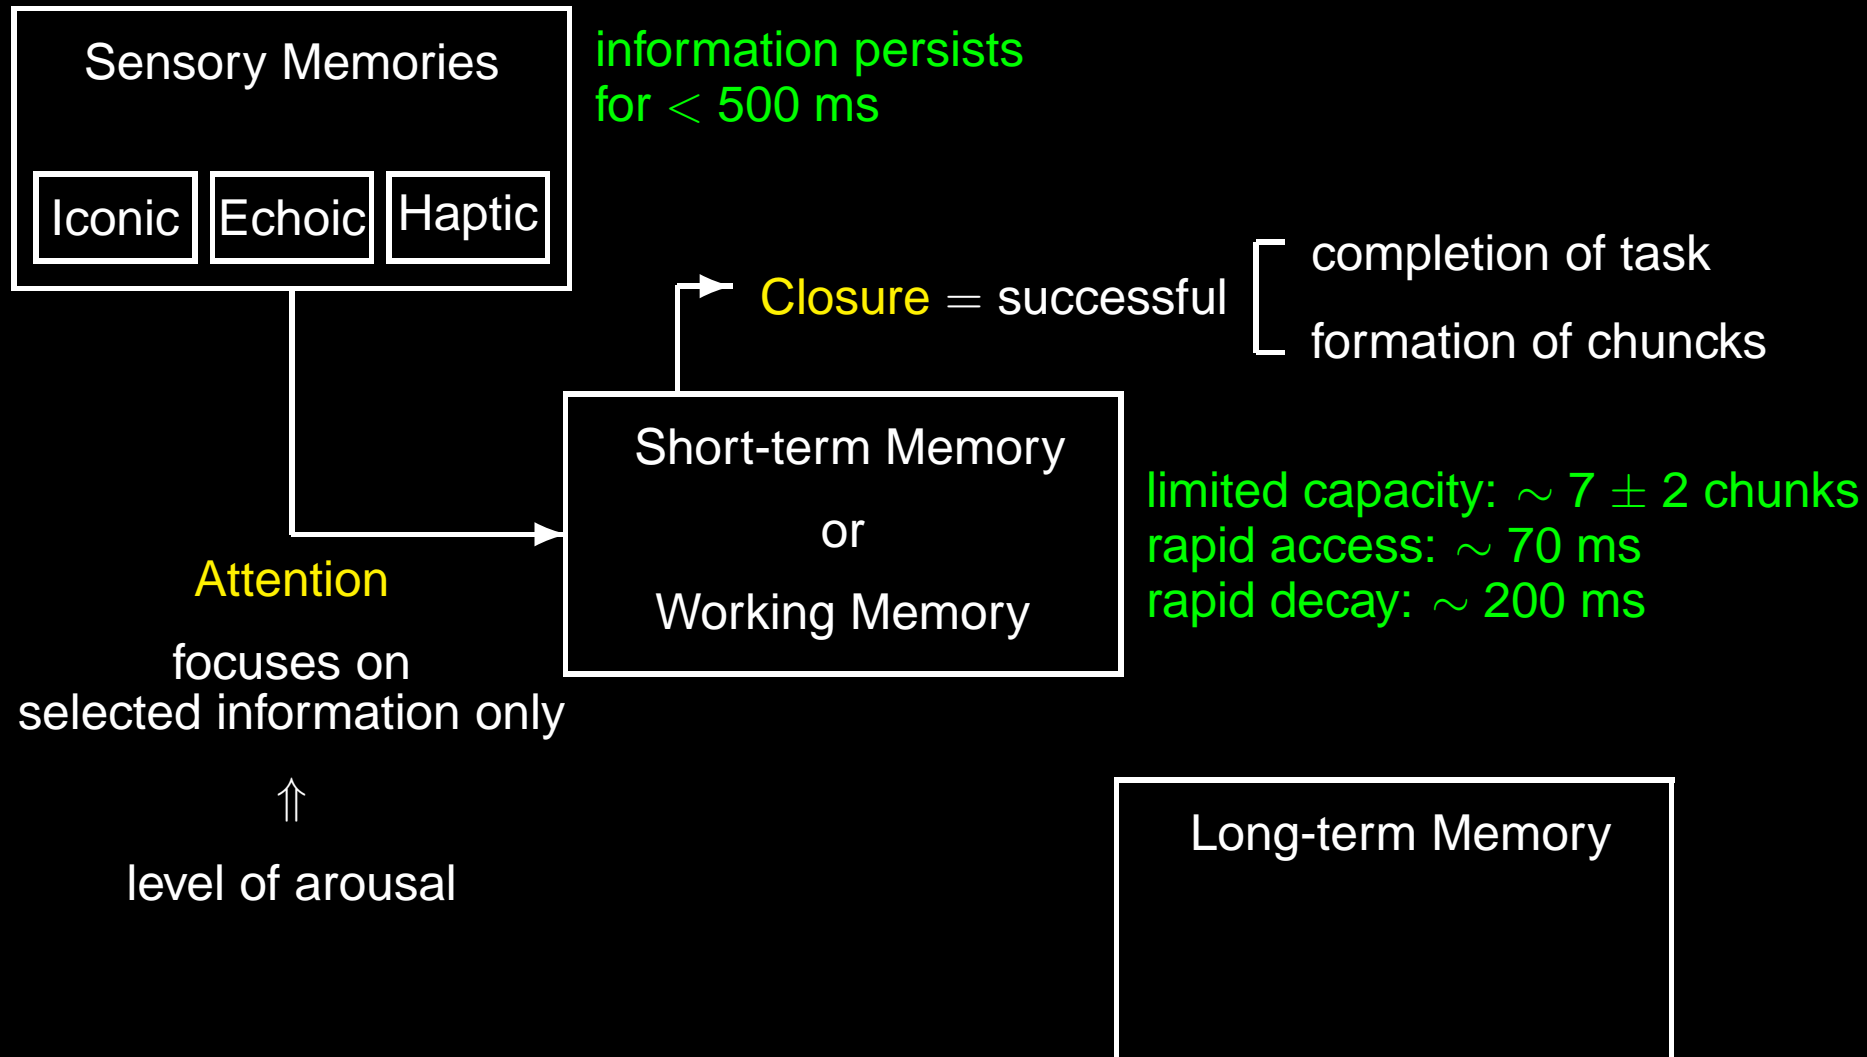 Sensory Memories
Iconic Echoic Haptic
information persists
for < 500 ms
Closure = successful
completion of task
formation of chuncks
Short-term Memory
or
Working Memory
limited capacity: ∼ 7 ± 2 chunks
rapid access: ∼ 70 ms
rapid decay: ∼ 200 ms
Attention
focuses on
selected information only
⇑
level of arousal
Long-term Memory